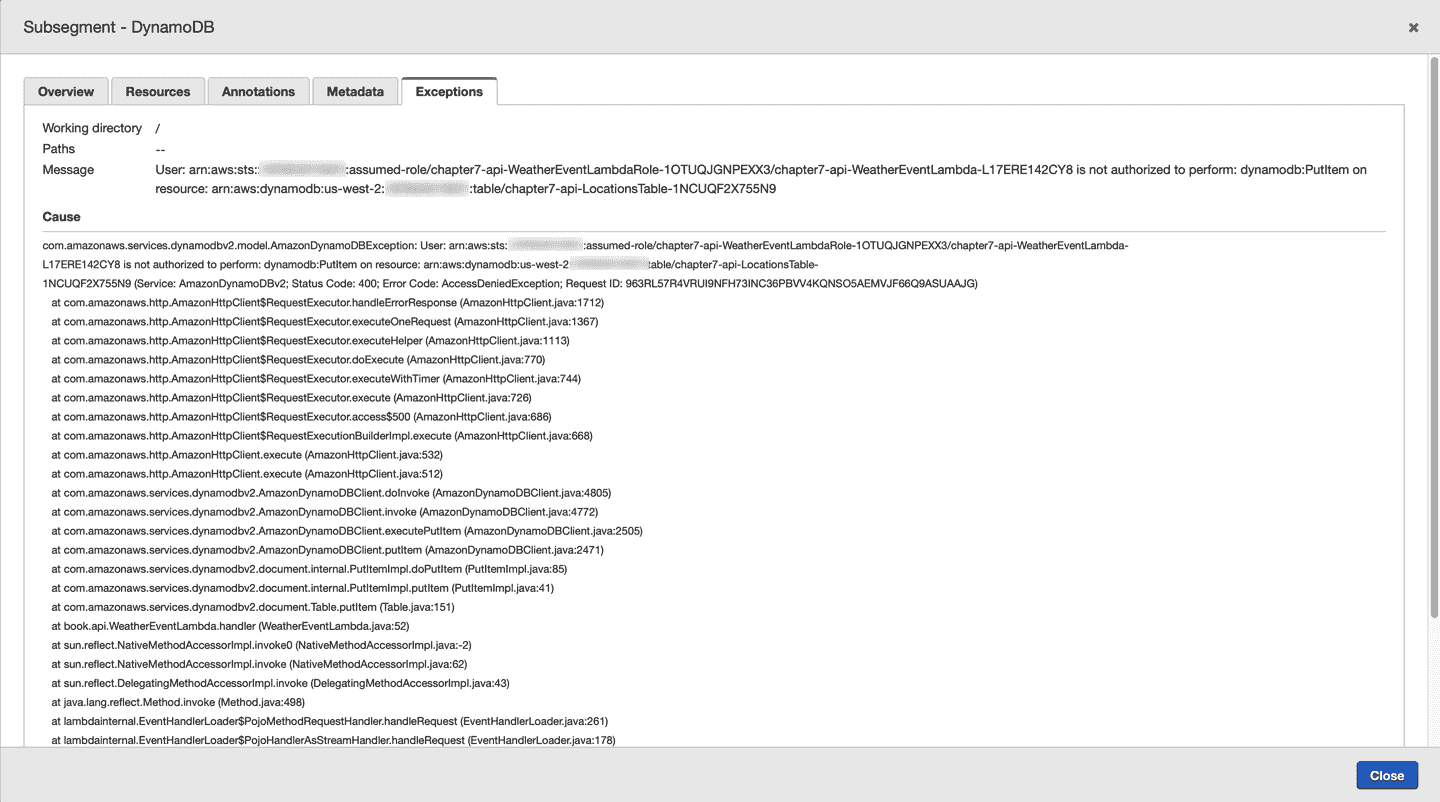 Subsegment - DynamoDB
×
Overview Resources Annotations Metadata Exceptions
Working directory /
Paths --
Message User: arn:aws:sts:: :assumed-role/chapter7-api-WeatherEventLambdaRole-1OTUQJGNPEXX3/chapter7-api-WeatherEventLambda-L17ERE142CY8 is not authorized to perform: dynamodb:PutItem on
resource: arn:aws:dynamodb:us-west-2: :table/chapter7-api-LocationsTable-1NCUQF2X755N9
Cause
com.amazonaws.services.dynamodbv2.model.AmazonDynamoDBException: User: arn:aws:sts: :assumed-role/chapter7-api-WeatherEventLambdaRole-1OTUQJGNPEXX3/chapter7-api-WeatherEventLambda-
L17ERE142CY8 is not authorized to perform: dynamodb:PutItem on resource: arn:aws:dynamodb:us-west-2 table/chapter7-api-LocationsTable-
1NCUQF2X755N9 (Service: AmazonDynamoDBv2; Status Code: 400; Error Code: AccessDeniedException; Request ID: 963RL57R4VRUI9NFH73INC36PBVV4KQNSO5AEMVJF66Q9ASUAAJG)
at com.amazonaws.http.AmazonHttpClient$RequestExecutor.handleErrorResponse (AmazonHttpClient.java:1712)
at com.amazonaws.http.AmazonHttpClient$RequestExecutor.executeOneRequest (AmazonHttpClient.java:1367)
at com.amazonaws.http.AmazonHttpClient$RequestExecutor.executeHelper (AmazonHttpClient.java:1113)
at com.amazonaws.http.AmazonHttpClient$RequestExecutor.doExecute (AmazonHttpClient.java:770)
at com.amazonaws.http.AmazonHttpClient$RequestExecutor.executeWithTimer (AmazonHttpClient.java:744)
at com.amazonaws.http.AmazonHttpClient$RequestExecutor.execute (AmazonHttpClient.java:726)
at com.amazonaws.http.AmazonHttpClient$RequestExecutor.access$500 (AmazonHttpClient.java:686)
at com.amazonaws.http.AmazonHttpClient$RequestExecutionBuilderImpl.execute (AmazonHttpClient.java:668)
at com.amazonaws.http.AmazonHttpClient.execute (AmazonHttpClient.java:532)
at com.amazonaws.http.AmazonHttpClient.execute (AmazonHttpClient.java:512)
at com.amazonaws.services.dynamodbv2.AmazonDynamoDBClient.doInvoke (AmazonDynamoDBClient.java:4805)
at com.amazonaws.services.dynamodbv2.AmazonDynamoDBClient.invoke (AmazonDynamoDBClient.java:4772)
at com.amazonaws.services.dynamodbv2.AmazonDynamoDBClient.executePutItem (AmazonDynamoDBClient.java:2505)
at com.amazonaws.services.dynamodbv2.AmazonDynamoDBClient.putItem (AmazonDynamoDBClient.java:2471)
at com.amazonaws.services.dynamodbv2.document.internal.PutItemImpl.doPutItem (PutItemImpl.java:85)
at com.amazonaws.services.dynamodbv2.document.internal.PutItemImpl.putItem (PutItemImpl.java:41)
at com.amazonaws.services.dynamodbv2.document.Table.putItem (Table.java:151)
at book.api.WeatherEventLambda.handler (WeatherEventLambda.java:52)
at sun.reflect.NativeMethodAccessorImpl.invoke0 (NativeMethodAccessorImpl.java:-2)
at sun.reflect.NativeMethodAccessorImpl.invoke (NativeMethodAccessorImpl.java:62)
at sun.reflect.DelegatingMethodAccessorImpl.invoke (DelegatingMethodAccessorImpl.java:43)
at java.lang.reflect.Method.invoke (Method.java:498)
at lambdainternal.EventHandlerLoader$PojoMethodRequestHandler.handleRequest (EventHandlerLoader.java:261)
at lambdainternal.EventHandlerLoader$PojoHandlerAsStreamHandler.handleRequest (EventHandlerLoader.java:178)
Close